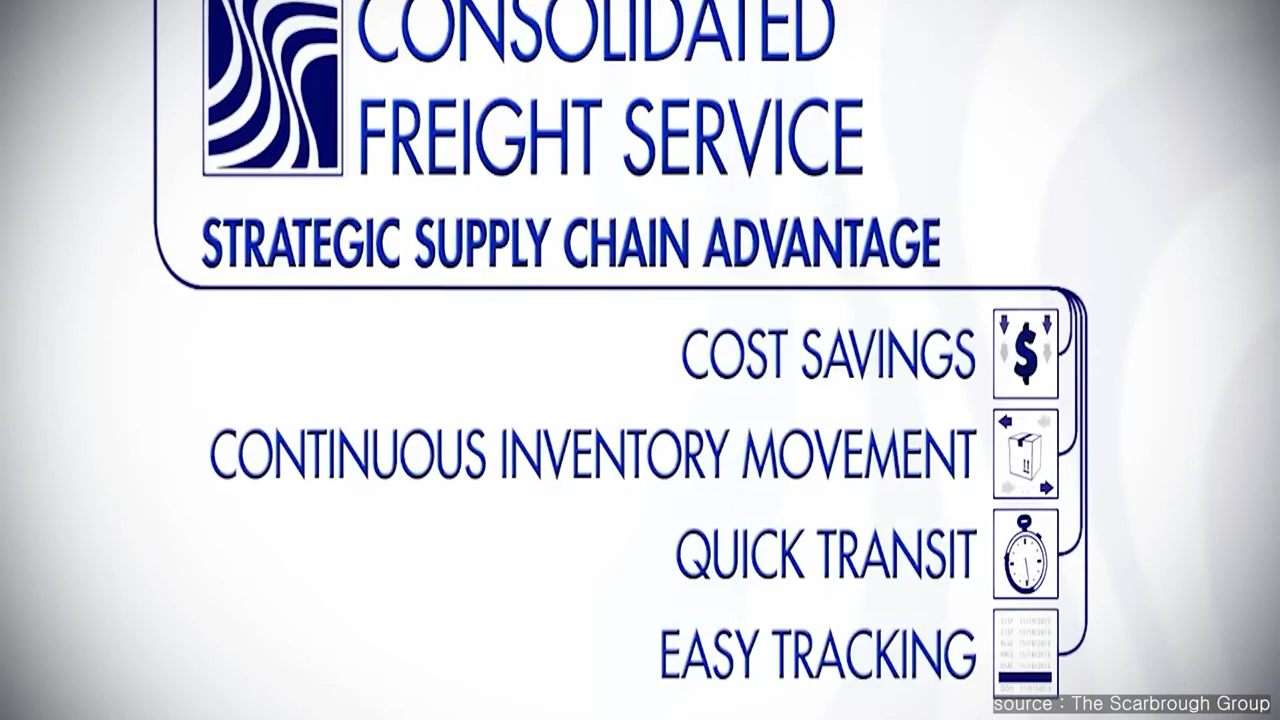 CONSOLIDATED
FREIGHT SERVICE
STRATEGIC SUPPLY CHAIN ADVANTAGE
COST SAVINGS
$
CONTINUOUS INVENTORY MOVEMENT
QUICK TRANSIT
EASY TRACKING
source : The Scarbrough Group